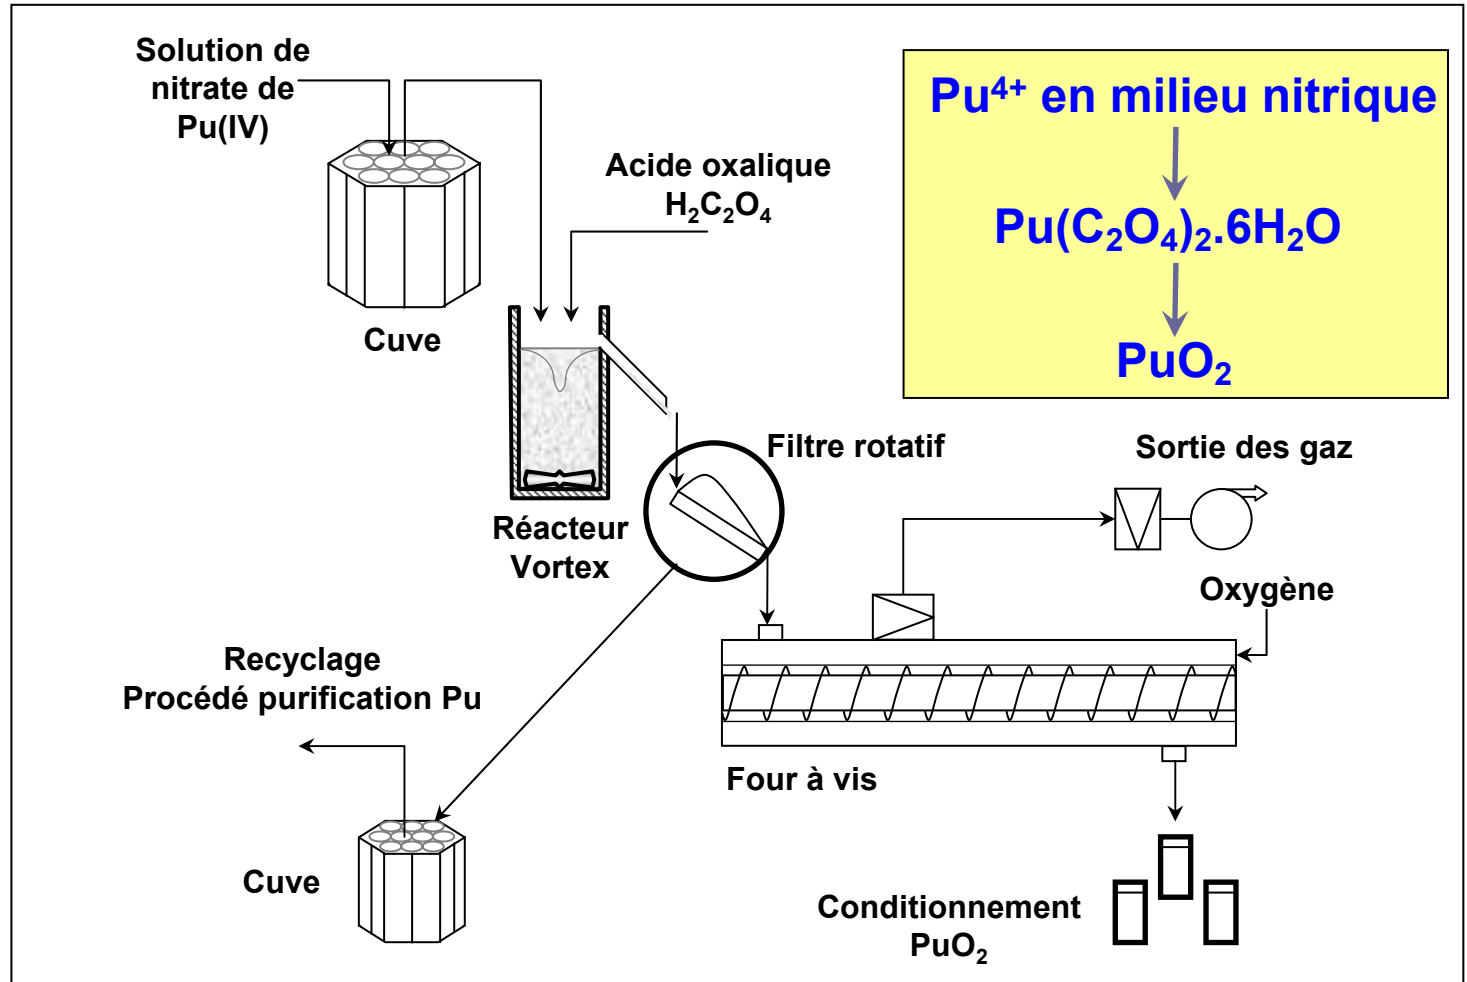 Solution de
nitrate de
Pu(IV)
Pu⁴⁺ en milieu nitrique
Acide oxalique
H₂C₂O₄
Pu(C₂O₄)₂.6H₂O
Cuve
PuO₂
Filtre rotatif
Sortie des gaz
Réacteur
Vortex
Oxygène
Recyclage
Procédé purification Pu
Four à vis
Cuve
Conditionnement
PuO₂